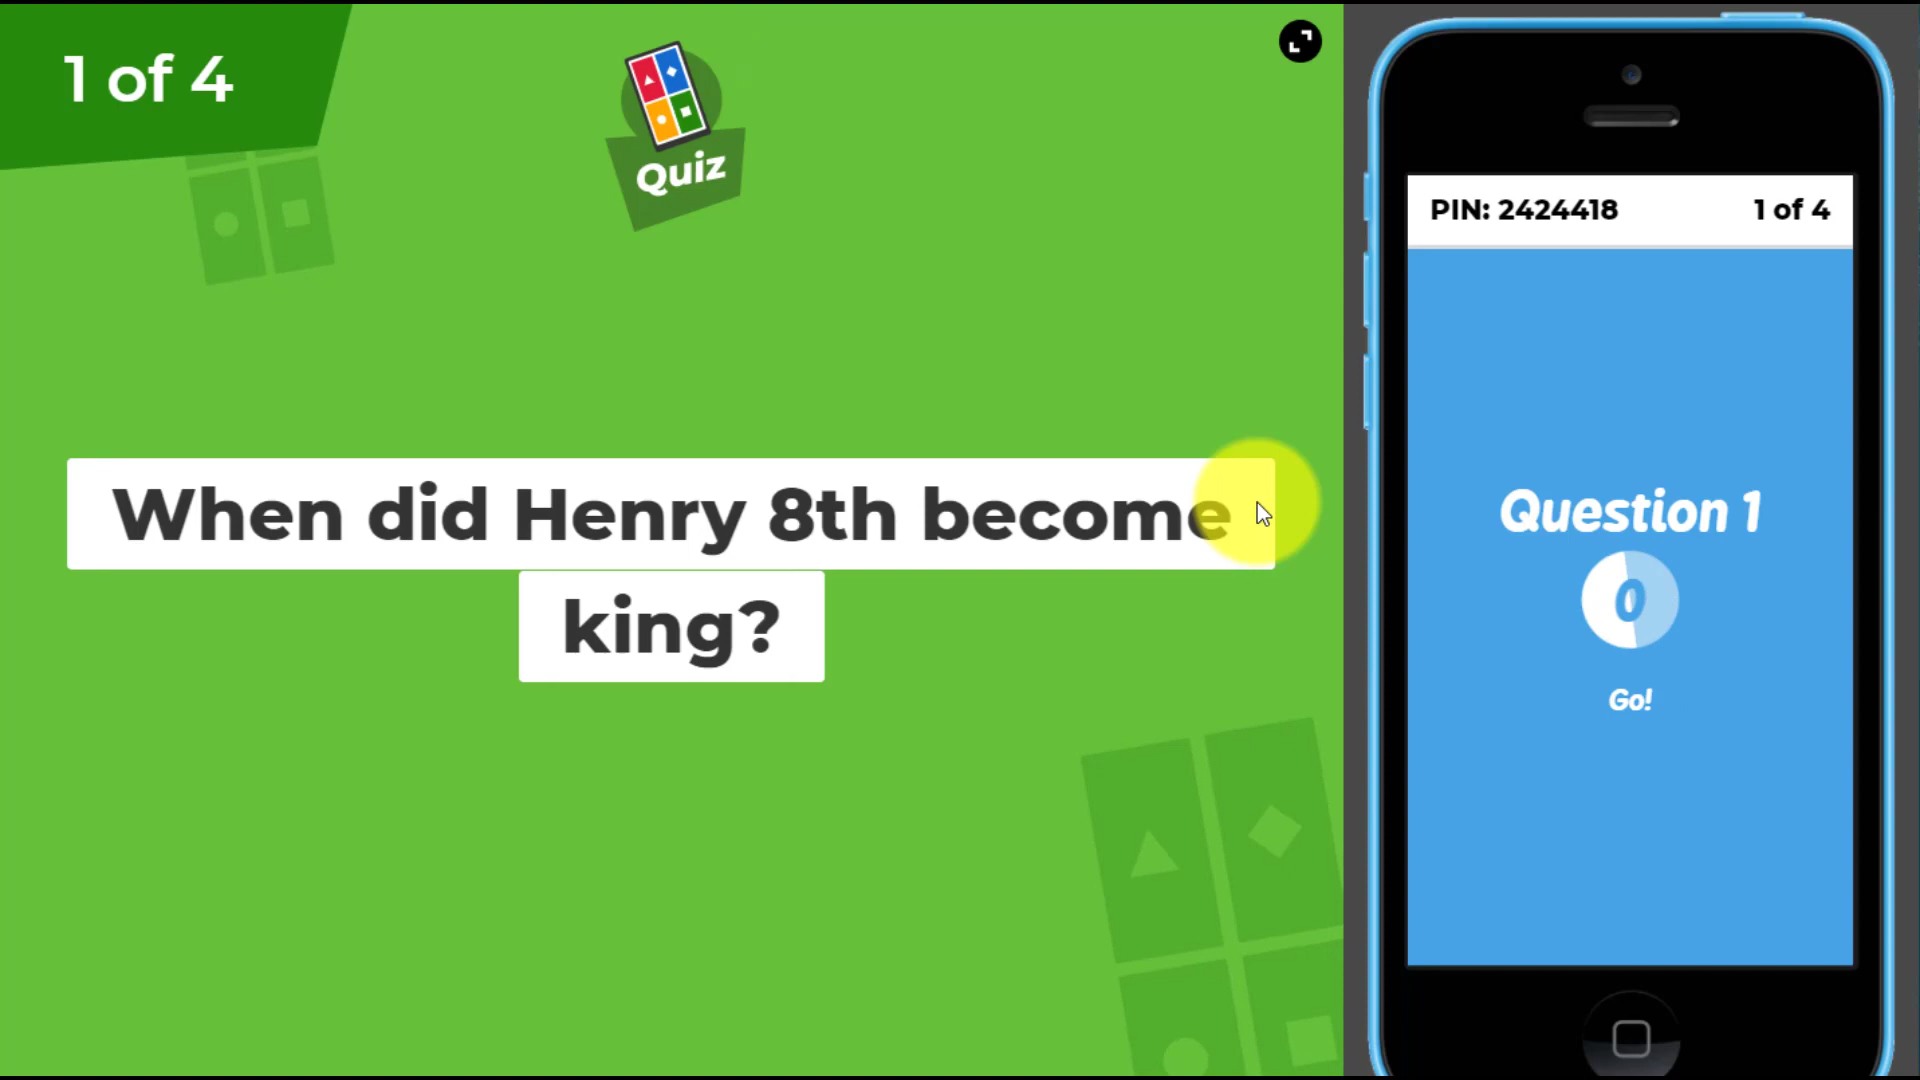 1 of 4
Quiz
When did Henry 8th become
king?
PIN: 2424418 1 of 4
Question 1
0
Go!